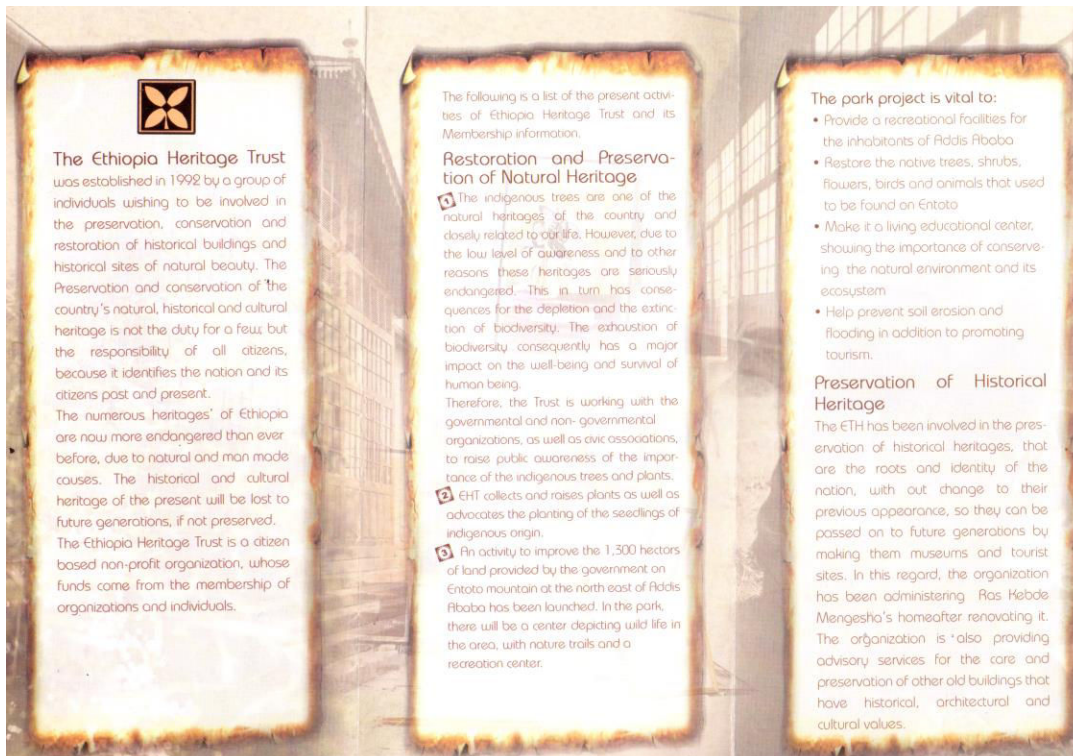 The Ethiopia Heritage Trust
was established in 1992 by a group of
individuals wishing to be involved in
the preservation, conservation and
restoration of historical buildings and
historical sites of natural beauty. The
Preservation and conservation of the
country's natural, historical and cultural
heritage is not the duty for a few; but
the responsibility of all citizens,
because it identifies the nation and its
citizens past and present.
The numerous heritages' of Ethiopia
are now more endangered than ever
before, due to natural and man made
causes. The historical and cultural
heritage of the present will be lost to
future generations, if not preserved.
The Ethiopia Heritage Trust is a citizen
based non-profit organization, whose
funds come from the membership of
organizations and individuals.
The following is a list of the present activi-
ties of Ethiopia Heritage Trust and its
Membership information.
Restoration and Preserva-
tion of Natural Heritage
1 The indigenous trees are one of the
natural heritages of the country and
closely related to our life. However, due to
the low level of awareness and to other
reasons these heritages are seriously
endangered. This in turn has conse-
quences for the depletion and the extinc-
tion of biodiversity. The exhaustion of
biodiversity consequently has a major
impact on the well-being and survival of
human being.
Therefore, the Trust is working with the
governmental and non- governmental
organizations, as well as civic associations,
to raise public awareness of the impor-
tance of the indigenous trees and plants.
2 EHT collects and raises plants as well as
advocates the planting of the seedlings of
indigenous origin.
3 An activity to improve the 1,300 hectors
of land provided by the government on
Entoto mountain at the north east of Addis
Ababa has been launched. In the park,
there will be a center depicting wild life in
the area, with nature trails and a
recreation center.
The park project is vital to:
• Provide a recreational facilities for
the inhabitants of Addis Ababa
• Restore the native trees, shrubs,
flowers, birds and animals that used
to be found on Entoto
• Make it a living educational center,
showing the importance of conserve-
ing the natural environment and its
ecosystem
• Help prevent soil erosion and
flooding in addition to promoting
tourism.
Preservation of Historical
Heritage
The ETH has been involved in the pres-
ervation of historical heritages, that
are the roots and identity of the
nation, with out change to their
previous appearance, so they can be
passed on to future generations by
making them museums and tourist
sites. In this regard, the organization
has been administering Ras Kebde
Mengesha's homeafter renovating it.
The organization is also providing
advisory services for the care and
preservation of other old buildings that
have historical, architectural and
cultural values.